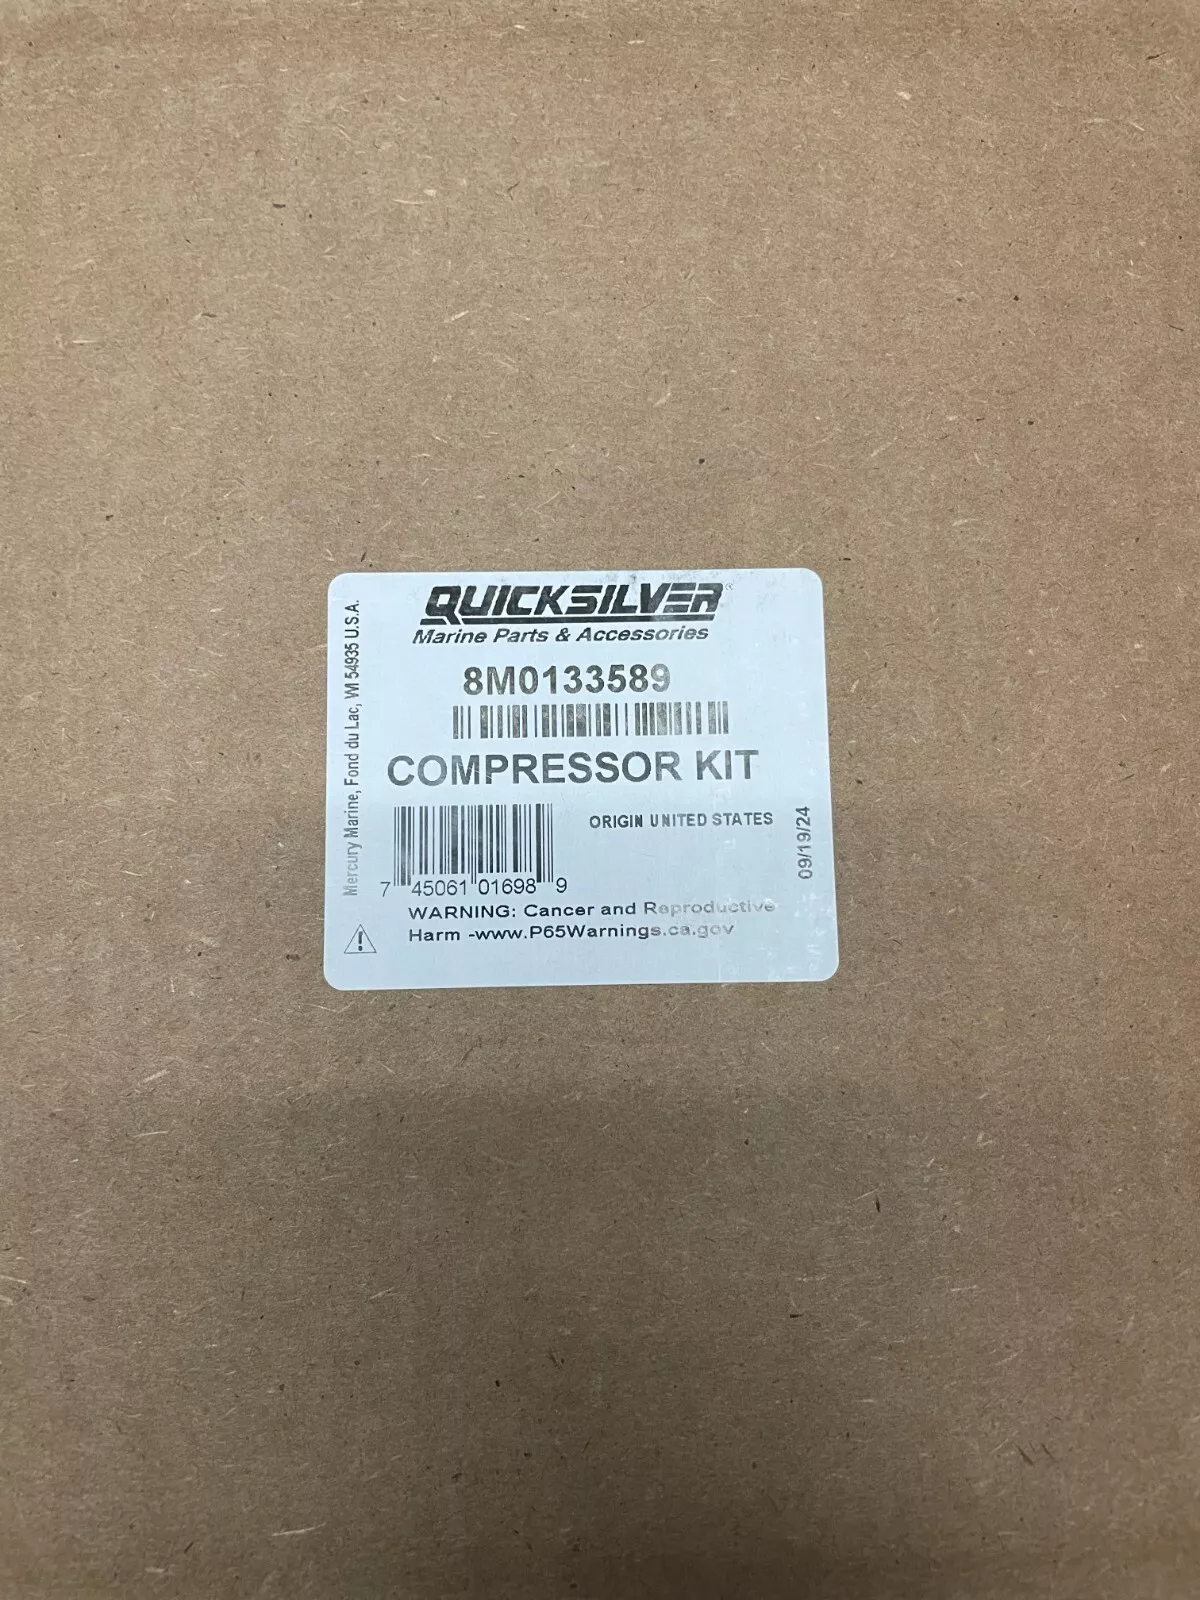 QUICKSILVER®
Marine Parts & Accessories
8M0133589
COMPRESSOR KIT
ORIGIN UNITED STATES
7 45061 01698 9
WARNING: Cancer and Reproductive
Harm -www.P65Warnings.ca.gov
Mercury Marine, Fond du Lac, WI 54935 U.S.A.
09/19/24